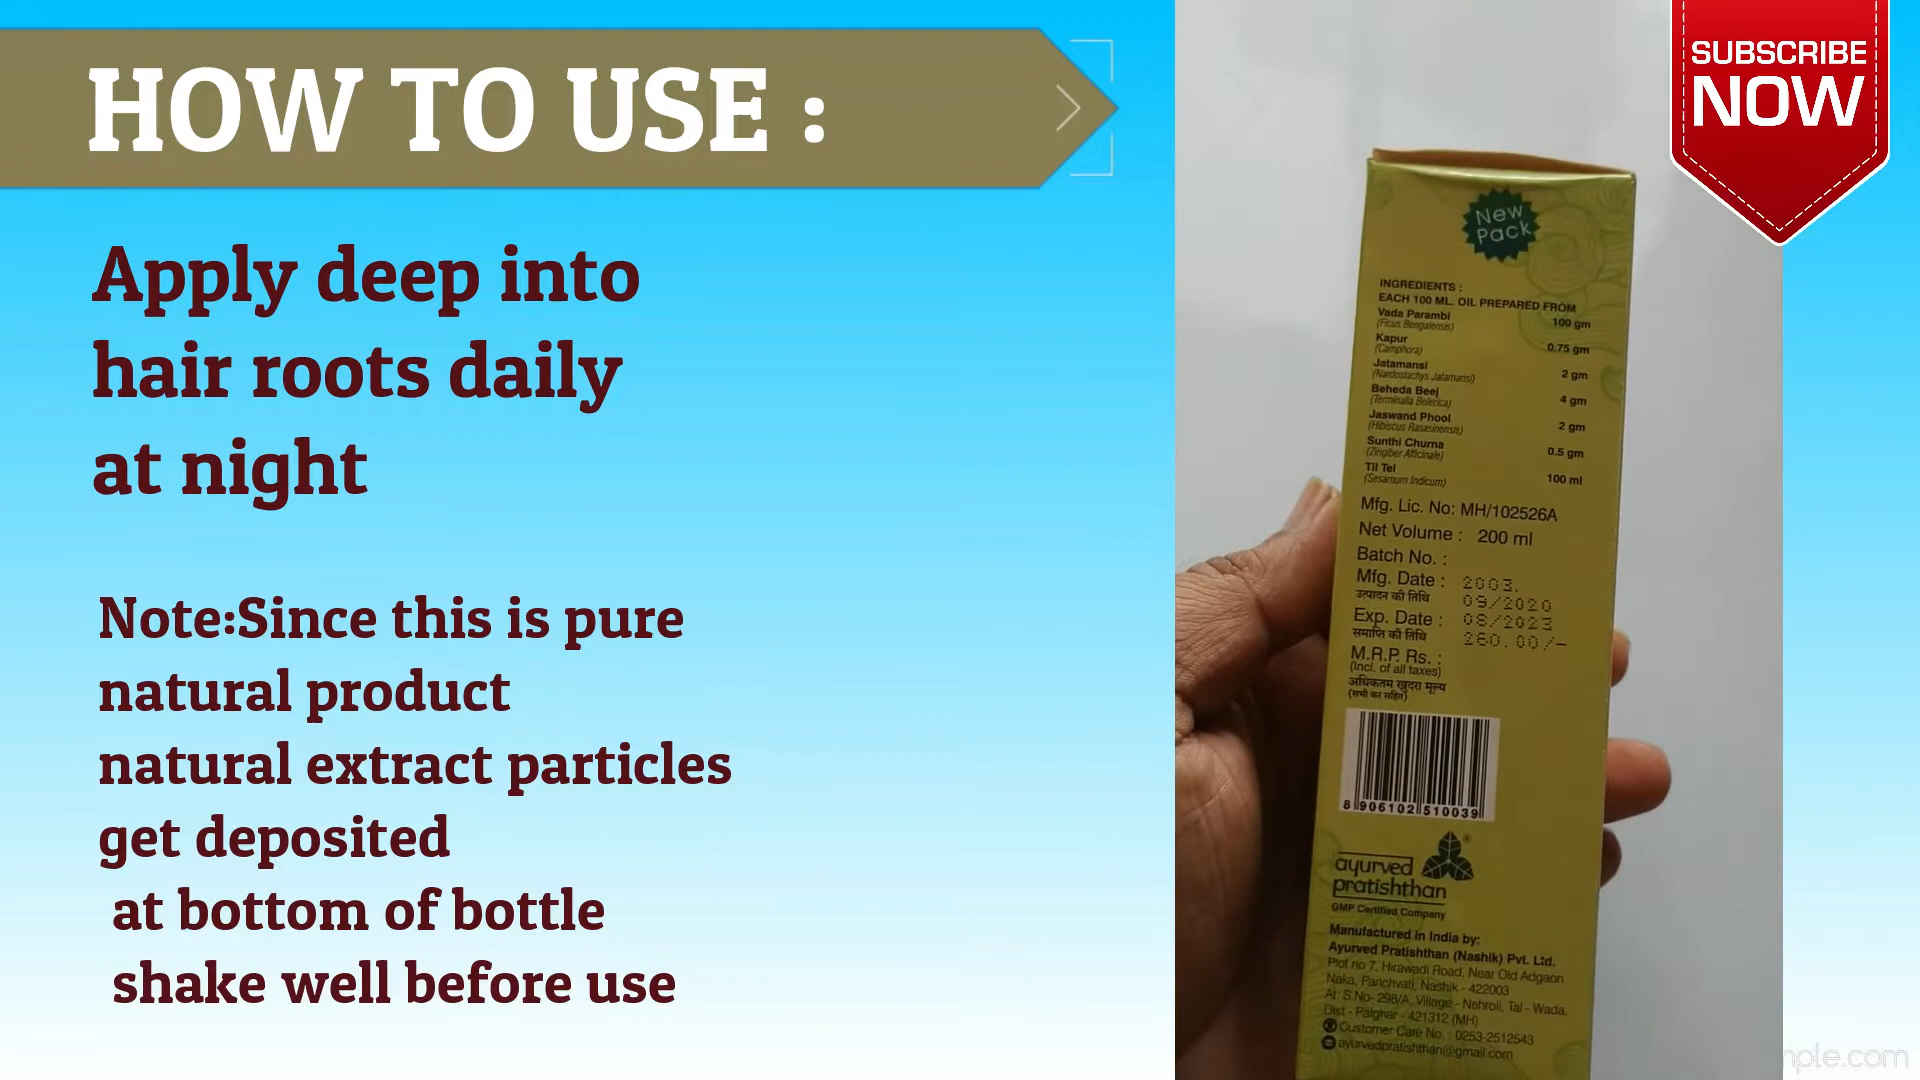 HOW TO USE :
Apply deep into
hair roots daily
at night
Note:Since this is pure
natural product
natural extract particles
get deposited
at bottom of bottle
shake well before use
SUBSCRIBE
NOW
New
Pack
INGREDIENTS :
EACH 100 ML. OIL PREPARED FROM
Vada Parambi 100 gm
(Ficus Bengalensis)
Kapur 0.75 gm
(Camphora)
Jatamansi 2 gm
(Nardostachys Jatamansi)
Beheda Beej 4 gm
(Terminalia Belerica)
Jaswand Phool 2 gm
(Hibiscus Rasasinensis)
Sunthi Churna 0.5 gm
(Zingiber Afficinale)
Til Tel 100 ml
(Sesamum Indicum)
Mfg. Lic. No: MH/102526A
Net Volume : 200 ml
Batch No. :
2003.
Mfg. Date :
उत्पादन की तिथि
09/2020
Exp. Date :
08/2023
समाप्ति की तिथि
260.00/-
M.R.P. Rs. :
(Incl. of all taxes)
अधिकतम खुदरा मूल्य
(सभी कर सहित)
8 906102 510039
ayurved
pratishthan
GMP Certified Company
Manufactured in India by:
Ayurved Pratishthan (Nashik) Pvt. Ltd.
Plot no 7, Hirawadi Road, Near Old Adgaon
Naka, Panchvati, Nashik - 422003
At: S.No- 298/A, Village - Nehroli, Tal - Wada,
Dist - Palghar - 421312 (MH)
Customer Care No. : 0253-2512543
ayurvedpratishthan@gmail.com